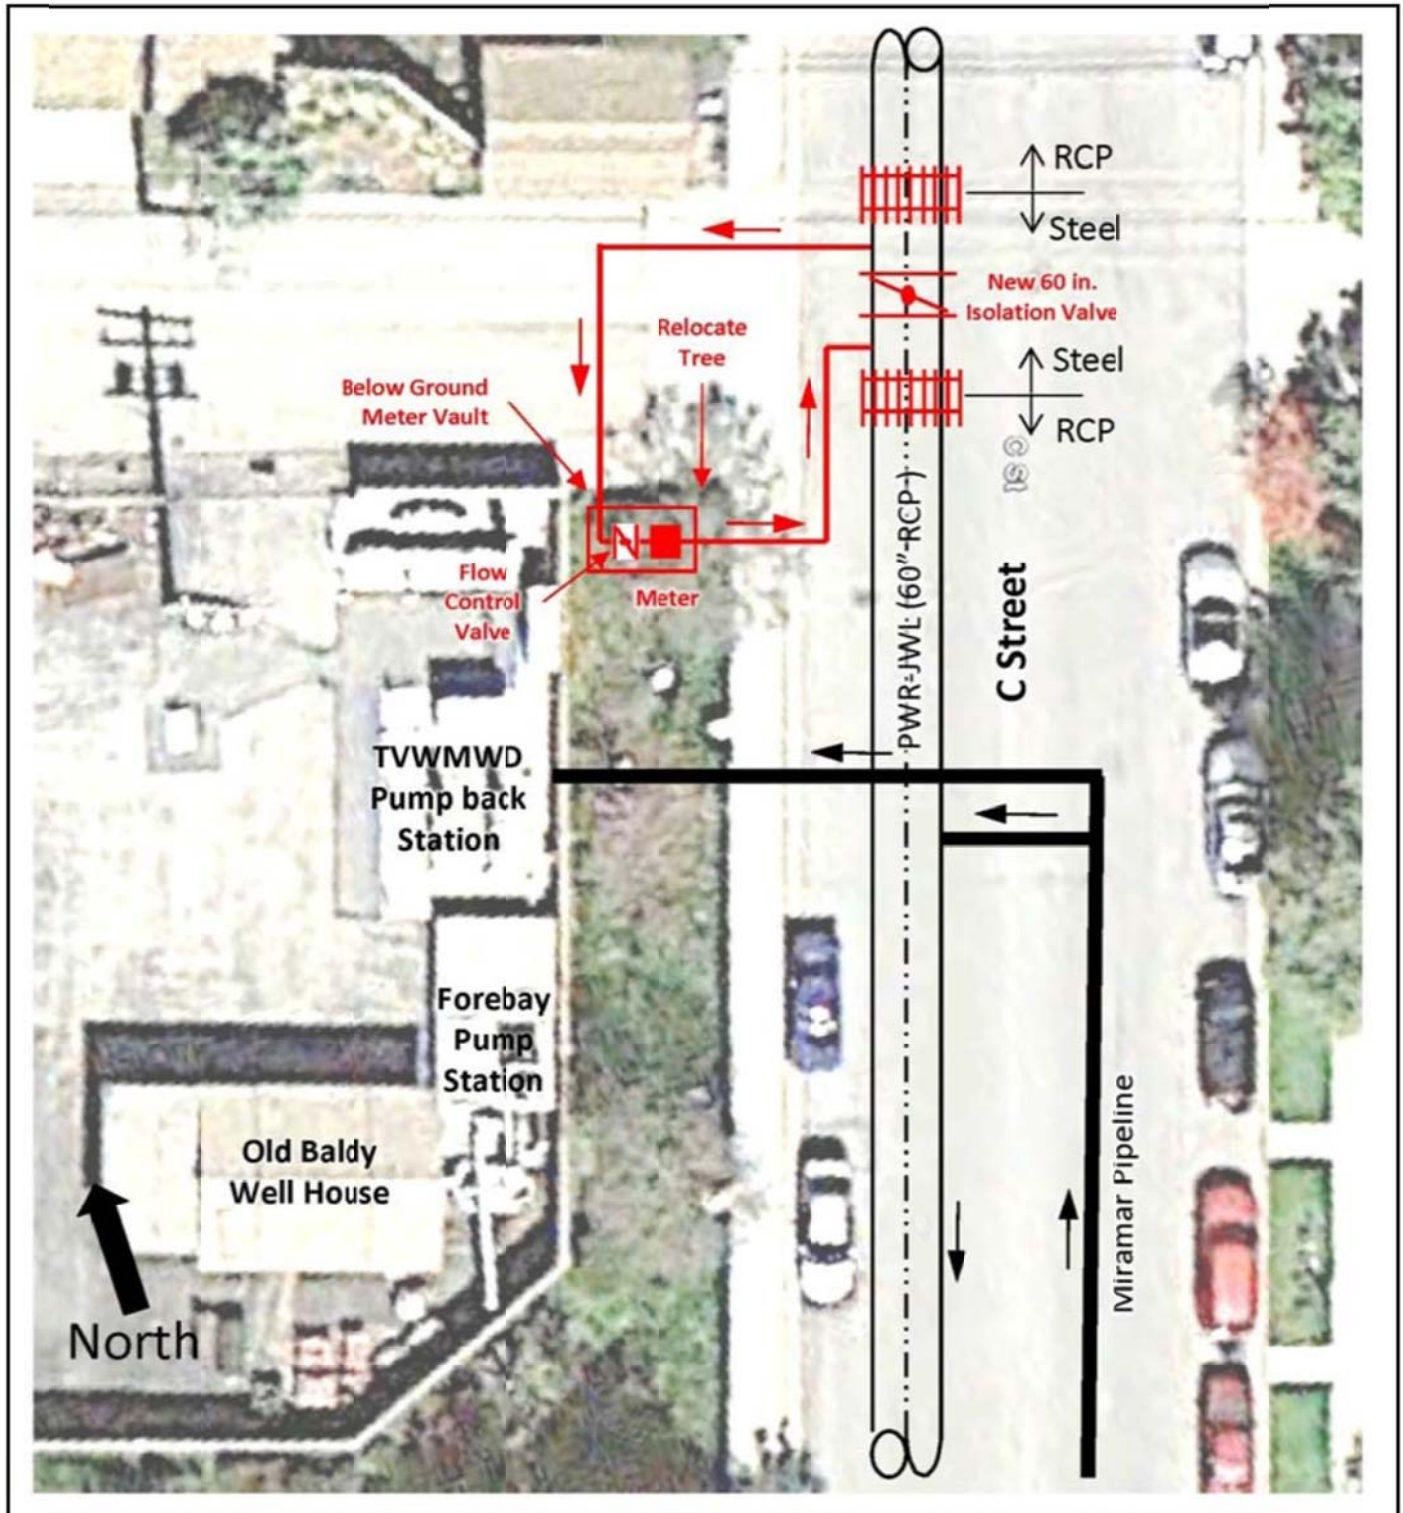 RCP
Steel
New 60 in.
Isolation Valve
Relocate
Tree
Steel
RCP
Below Ground
Meter Vault
Flow
Control
Valve
Meter
PWR-JWL (60”-RCP-)
C Street
TVWMWD
Pump back
Station
Forebay
Pump
Station
Old Baldy
Well House
Miramar Pipeline
North